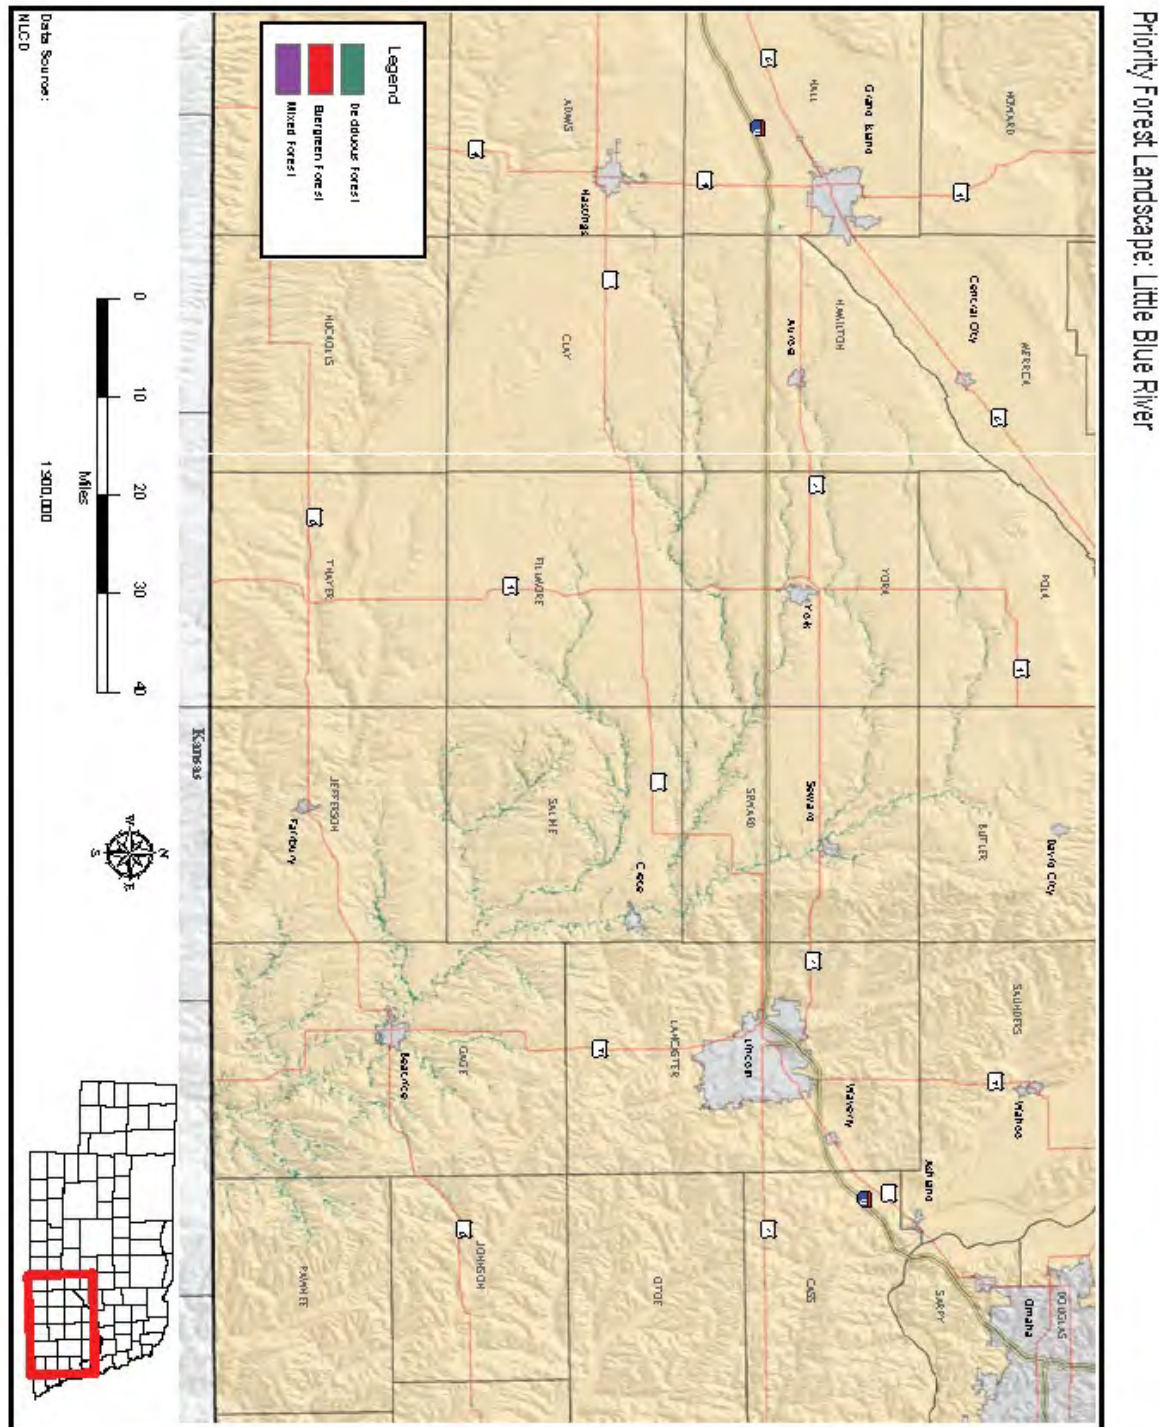 Priority Forest Landscape: Little Blue River
HOWARD
Central City
MERRICK
POLK
David City
BUTLER
SAUNDERS
Wahoo
Ashland
Omaha
DOUGLAS
SARPY
Grand Island
HALL
HAMILTON
Aurora
YORK
York
Seward
SEWARD
Lincoln
Waverly
CASS
ADAMS
Hastings
CLAY
FILLMORE
SALINE
Crete
LANCASTER
OTOE
NUCKOLLS
THAYER
JEFFERSON
Fairbury
GAGE
Beatrice
JOHNSON
PAWNEE
Kansas
Legend
Deciduous Forest
Evergreen Forest
Mixed Forest
0 10 20 30 40
Miles
1:900,000
N
W E
S
Data Source:
NLCD